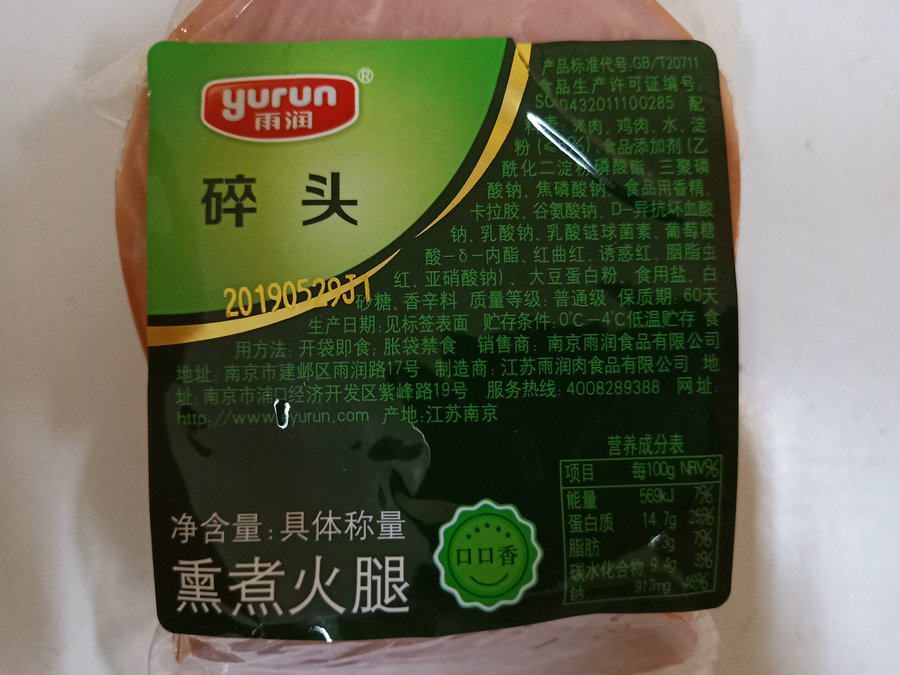 yurun®
雨润
碎头
20190529J1
产品标准代号:GB/T20711
食品生产许可证编号:
SC10432011100285 配
猪肉、鸡肉、水、淀
粉 食品添加剂(乙
酰化二淀粉磷酸酯、三聚磷
酸钠、焦磷酸钠、食品用香精、
卡拉胶、谷氨酸钠、D-异抗坏血酸
钠、乳酸钠、乳酸链球菌素、葡萄糖
酸-δ-内酯、红曲红、诱惑红、胭脂虫
红、亚硝酸钠)、大豆蛋白粉、食用盐、白
砂糖、香辛料 质量等级:普通级 保质期:60天
生产日期:见标签表面 贮存条件:0℃-4℃低温贮存 食
用方法:开袋即食;胀袋禁食 销售商:南京雨润食品有限公司
地址:南京市建邺区雨润路17号 制造商:江苏雨润肉食品有限公司 地
址:南京市浦口经济开发区紫峰路19号 服务热线:4008289388 网址:
http://www.yurun.com 产地:江苏南京
营养成分表
项目 每100g NRV%
能量 569kJ 7%
蛋白质 14.7g 25%
脂肪 7%
碳水化合物 9.4g 3%
钠 917mg 46%
净含量:具体称量
口口香
熏煮火腿